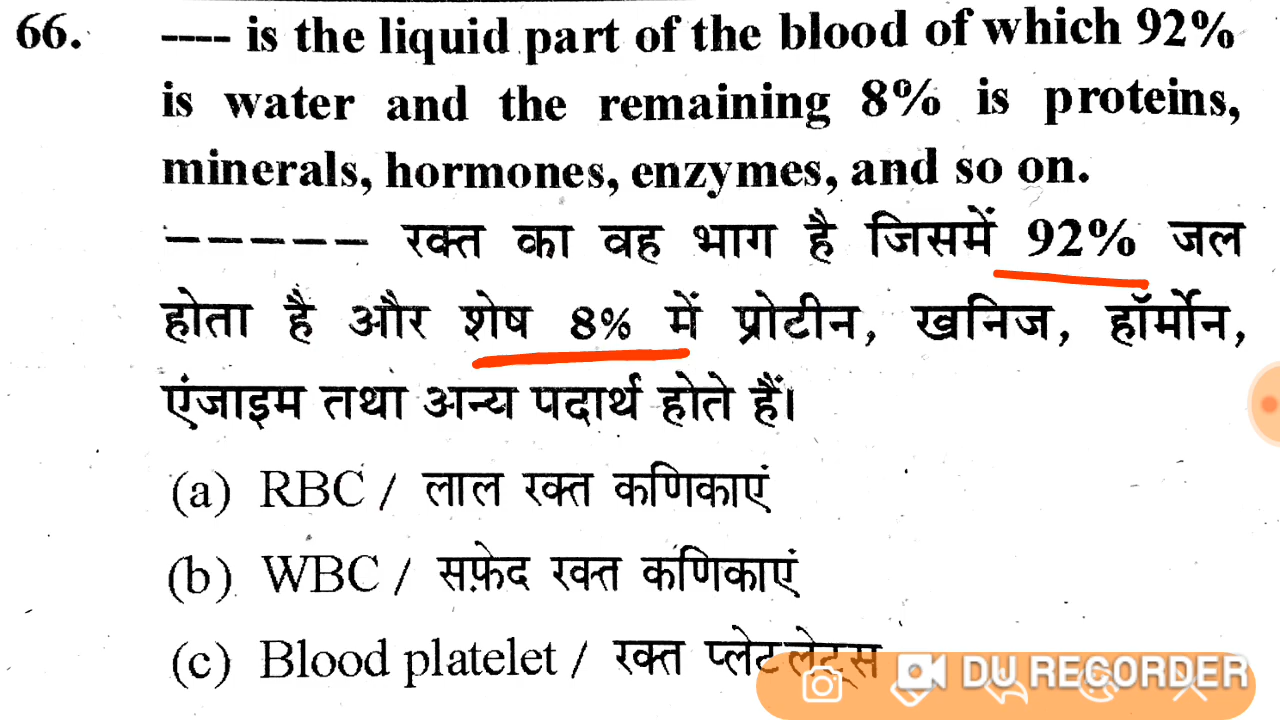 66. ---- is the liquid part of the blood of which 92%
is water and the remaining 8% is proteins,
minerals, hormones, enzymes, and so on.
----- रक्त का वह भाग है जिसमें 92% जल
होता है और शेष 8% में प्रोटीन, खनिज, हॉर्मोन,
एंजाइम तथा अन्य पदार्थ होते हैं।
(a) RBC / लाल रक्त कणिकाएं
(b) WBC / सफ़ेद रक्त कणिकाएं
(c) Blood platelet / रक्त प्लेटलेट्स
DU RECORDER